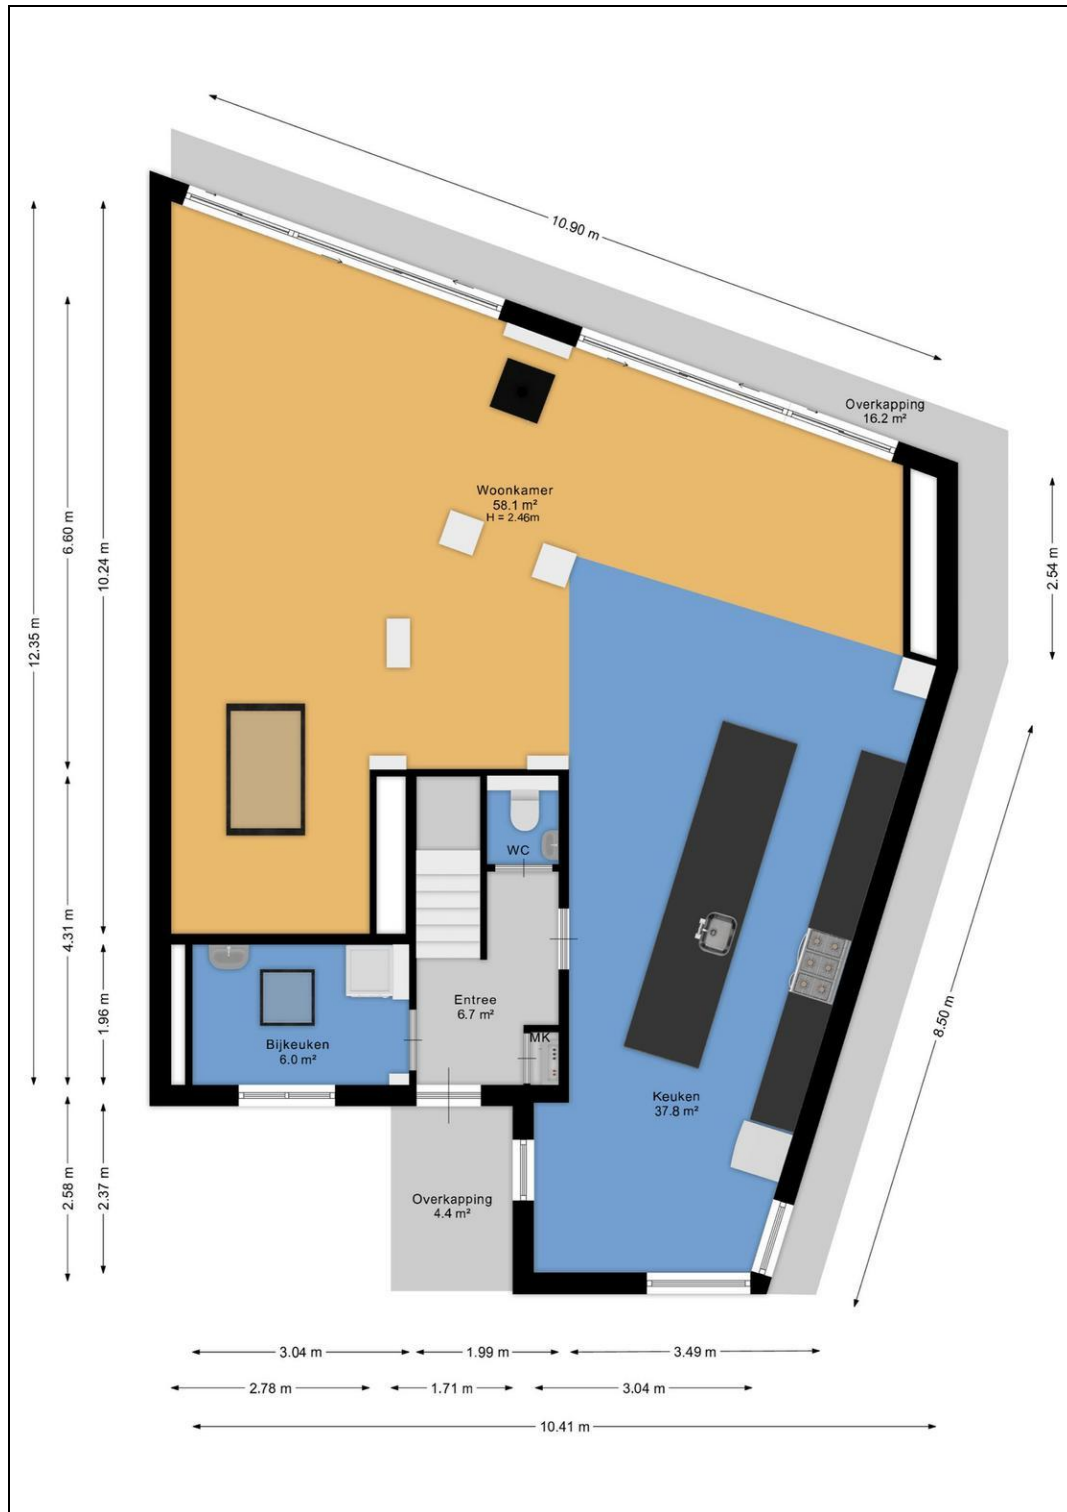 10.90 m
Overkapping
16.2 m²
Woonkamer
58.1 m²
H = 2.46m
6.60 m
10.24 m
2.54 m
12.35 m
WC
4.31 m
Entree
6.7 m²
1.96 m
MK
Bijkeuken
6.0 m²
8.50 m
Keuken
37.8 m²
2.58 m
2.37 m
Overkapping
4.4 m²
3.04 m
1.99 m
3.49 m
2.78 m
1.71 m
3.04 m
10.41 m